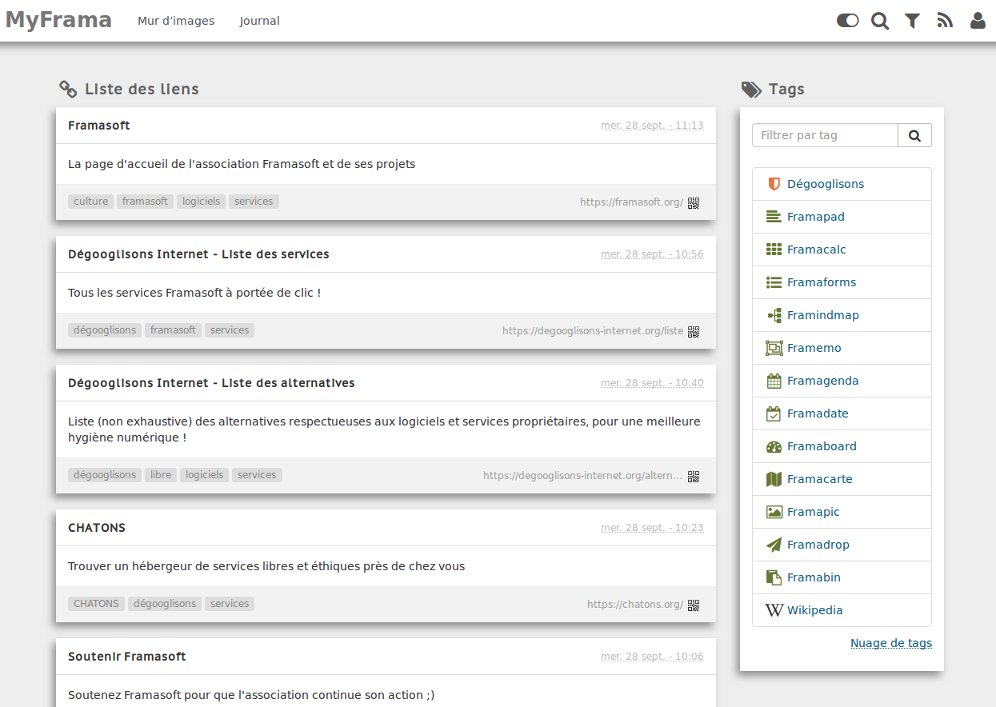 MyFrama Mur d’images Journal
Liste des liens
Framasoft mer. 28 sept. - 11:13
La page d'accueil de l'association Framasoft et de ses projets
culture framasoft logiciels services https://framasoft.org/
Dégooglisons Internet - Liste des services mer. 28 sept. - 10:56
Tous les services Framasoft à portée de clic !
dégooglisons framasoft services https://degooglisons-internet.org/liste
Dégooglisons Internet - Liste des alternatives mer. 28 sept. - 10:40
Liste (non exhaustive) des alternatives respectueuses aux logiciels et services propriétaires, pour une meilleure
hygiène numérique !
dégooglisons libre logiciels services https://degooglisons-internet.org/altern...
CHATONS mer. 28 sept. - 10:23
Trouver un hébergeur de services libres et éthiques près de chez vous
CHATONS dégooglisons services https://chatons.org/
Soutenir Framasoft mer. 28 sept. - 10:06
Soutenez Framasoft pour que l'association continue son action ;)
Tags
Filtrer par tag
Dégooglisons
Framapad
Framacalc
Framaforms
Framindmap
Framemo
Framagenda
Framadate
Framaboard
Framacarte
Framapic
Framadrop
Framabin
W Wikipedia
Nuage de tags